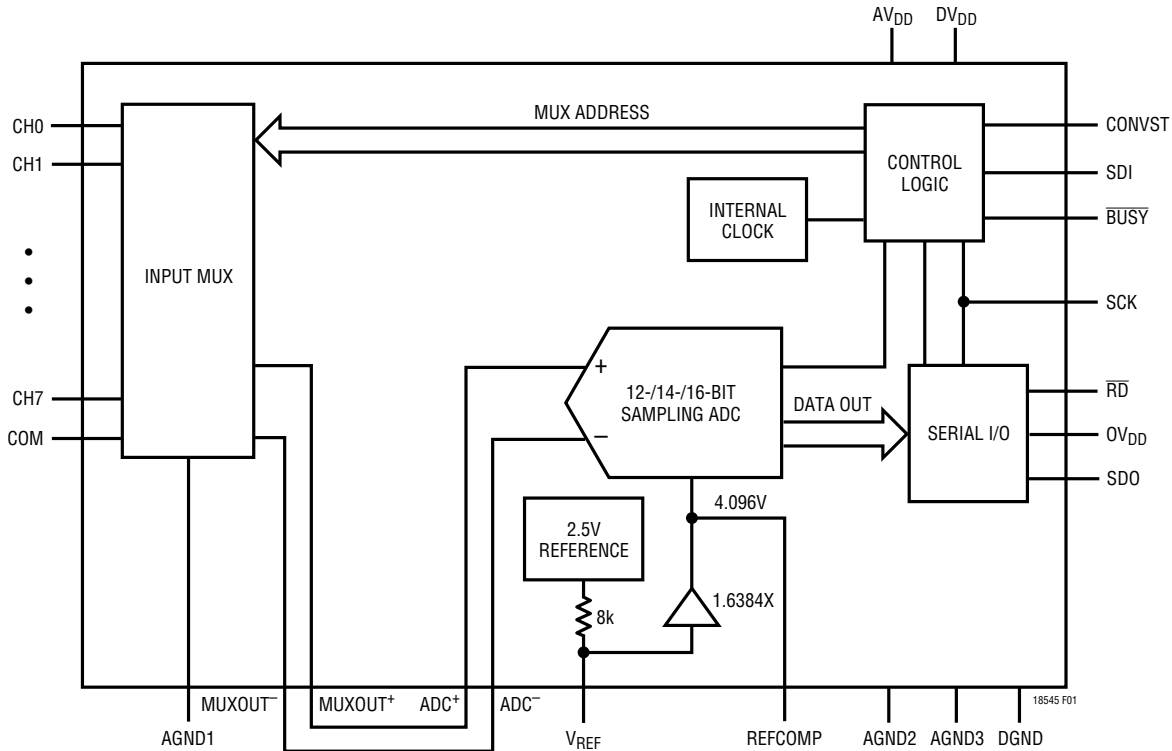 AVDD DVDD
CH0
CH1
CH7
COM
INPUT MUX
MUX ADDRESS
CONTROL
LOGIC
INTERNAL
CLOCK
CONVST
SDI
BUSY
SCK
RD
OVDD
SDO
+
−
12-/14-/16-BIT
SAMPLING ADC
DATA OUT
SERIAL I/O
2.5V
REFERENCE
8k
4.096V
1.6384X
MUXOUT− MUXOUT+ ADC+ ADC−
18545 F01
AGND1 VREF REFCOMP AGND2 AGND3 DGND